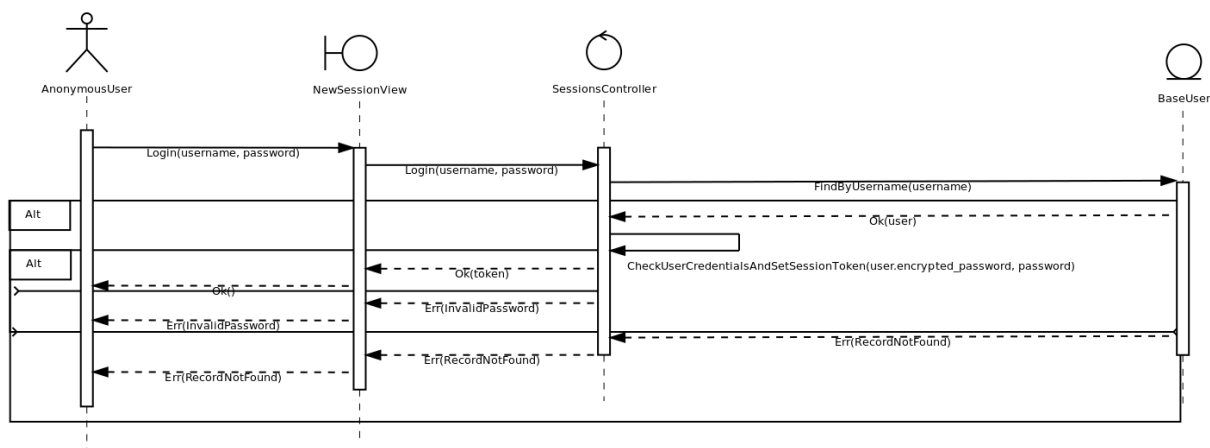 AnonymousUser
NewSessionView
SessionsController
BaseUser
Login(username, password)
Login(username, password)
FindByUsername(username)
Alt
Ok(user)
Alt
CheckUserCredentialsAndSetSessionToken(user.encrypted_password, password)
Ok(token)
Ok()
Err(InvalidPassword)
Err(InvalidPassword)
Err(RecordNotFound)
Err(RecordNotFound)
Err(RecordNotFound)